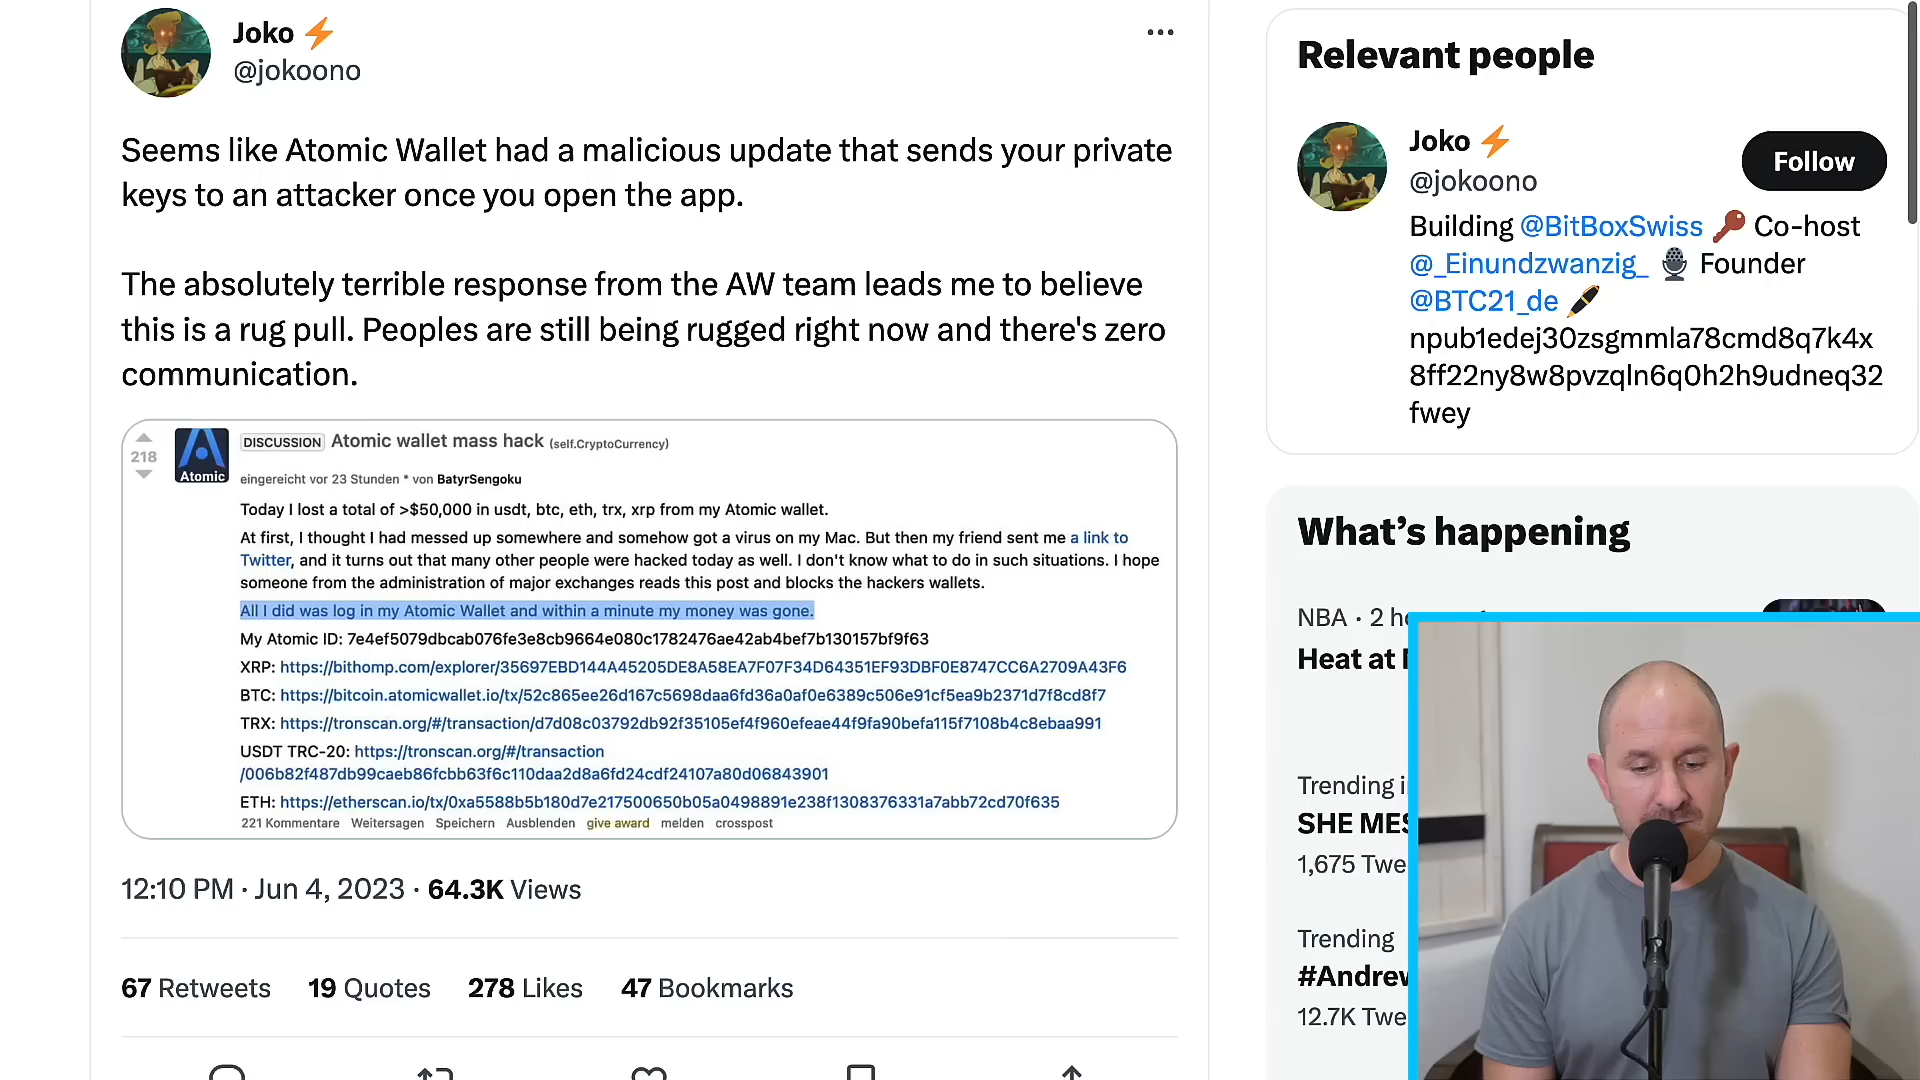 Joko
@jokoono
Seems like Atomic Wallet had a malicious update that sends your private
keys to an attacker once you open the app.
The absolutely terrible response from the AW team leads me to believe
this is a rug pull. Peoples are still being rugged right now and there's zero
communication.
218
Atomic
DISCUSSION Atomic wallet mass hack (self.CryptoCurrency)
eingereicht vor 23 Stunden * von BatyrSengoku
Today I lost a total of >$50,000 in usdt, btc, eth, trx, xrp from my Atomic wallet.
At first, I thought I had messed up somewhere and somehow got a virus on my Mac. But then my friend sent me a link to
Twitter, and it turns out that many other people were hacked today as well. I don't know what to do in such situations. I hope
someone from the administration of major exchanges reads this post and blocks the hackers wallets.
All I did was log in my Atomic Wallet and within a minute my money was gone.
My Atomic ID: 7e4ef5079dbcab076fe3e8cb9664e080c1782476ae42ab4bef7b130157bf9f63
XRP: https://bithomp.com/explorer/35697EBD144A45205DE8A58EA7F07F34D64351EF93DBF0E8747CC6A2709A43F6
BTC: https://bitcoin.atomicwallet.io/tx/52c865ee26d167c5698daa6fd36a0af0e6389c506e91cf5ea9b2371d7f8cd8f7
TRX: https://tronscan.org/#/transaction/d7d08c03792db92f35105ef4f960efeae44f9fa90befa115f7108b4c8ebaa991
USDT TRC-20: https://tronscan.org/#/transaction
/006b82f487db99caeb86fcbb63f6c110daa2d8a6fd24cdf24107a80d06843901
ETH: https://etherscan.io/tx/0xa5588b5b180d7e217500650b05a0498891e238f1308376331a7abb72cd70f635
221 Kommentare Weitersagen Speichern Ausblenden give award melden crosspost
12:10 PM · Jun 4, 2023 · 64.3K Views
67 Retweets 19 Quotes 278 Likes 47 Bookmarks
Relevant people
Joko
@jokoono
Follow
Building @BitBoxSwiss Co-host
@_Einundzwanzig_ Founder
@BTC21_de
npub1edej30zsgmmla78cmd8q7k4x
8ff22ny8w8pvzqln6q0h2h9udneq32
fwey
What's happening
NBA · 2
Heat at
Trending
SHE MES
1,675 Twe
Trending
#Andrew
12.7K Twe